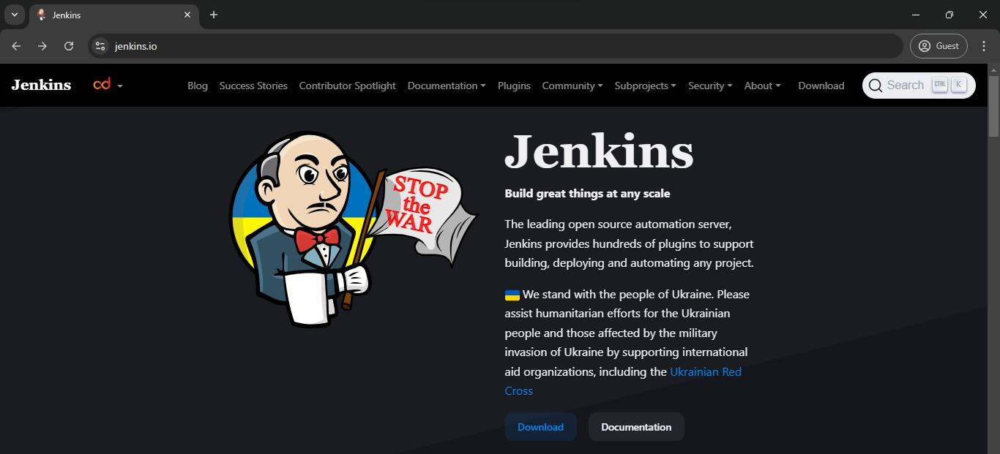 Jenkins
jenkins.io
Guest
Jenkins cd Blog Success Stories Contributor Spotlight Documentation Plugins Community Subprojects Security About Download Search CTRL K
STOP
the
WAR
Jenkins
Build great things at any scale
The leading open source automation server,
Jenkins provides hundreds of plugins to support
building, deploying and automating any project.
🇺🇦 We stand with the people of Ukraine. Please
assist humanitarian efforts for the Ukrainian
people and those affected by the military
invasion of Ukraine by supporting international
aid organizations, including the Ukrainian Red
Cross
Download Documentation